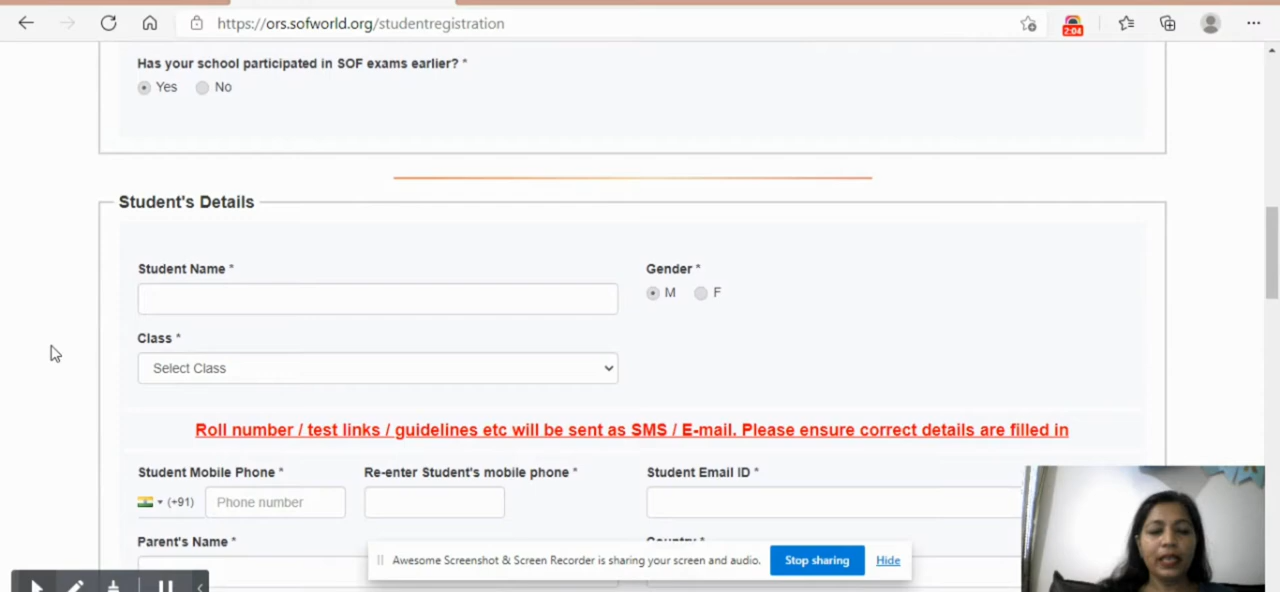 https://ors.sofworld.org/studentregistration
2:04
Has your school participated in SOF exams earlier? *
Yes No
Student's Details
Student Name * Gender *
M F
Class *
Select Class
Roll number / test links / guidelines etc will be sent as SMS / E-mail. Please ensure correct details are filled in
Student Mobile Phone * Re-enter Student's mobile phone * Student Email ID *
(+91) Phone number
Parent's Name * Country *
Awesome Screenshot & Screen Recorder is sharing your screen and audio. Stop sharing Hide